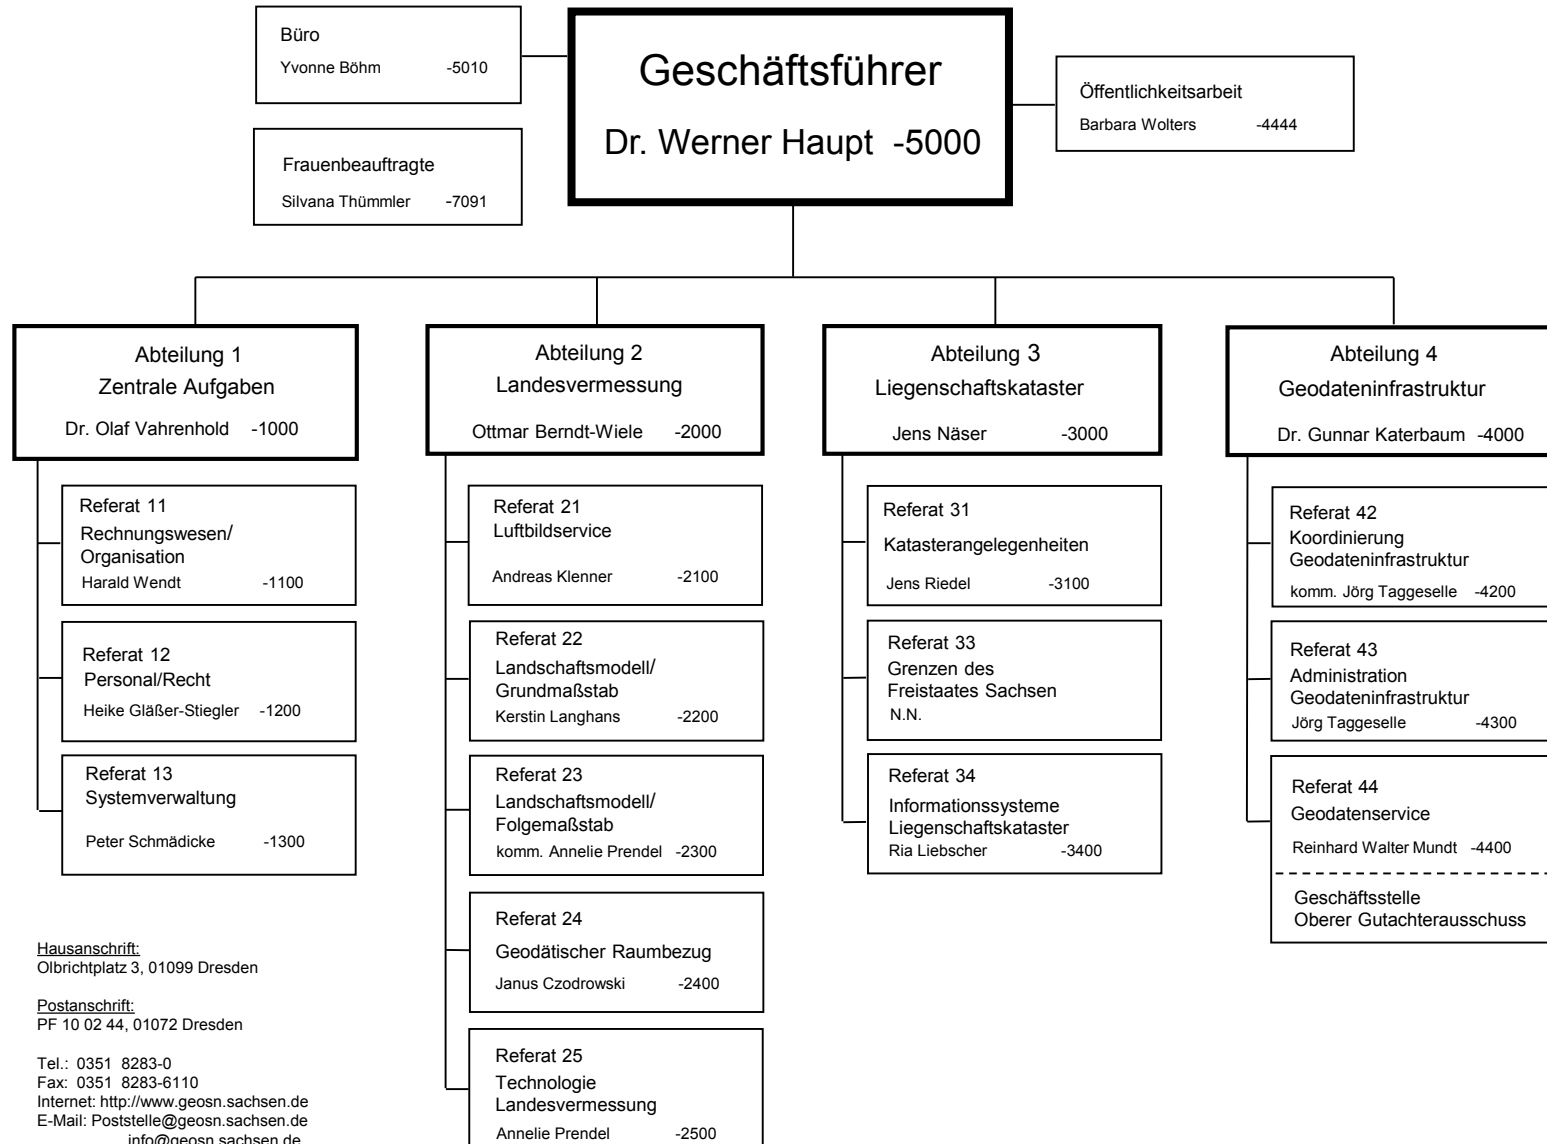 Büro
Yvonne Böhm -5010
Frauenbeauftragte
Silvana Thümmler -7091
Geschäftsführer
Dr. Werner Haupt -5000
Öffentlichkeitsarbeit
Barbara Wolters -4444
Abteilung 1
Zentrale Aufgaben
Dr. Olaf Vahrenhold -1000
Referat 11
Rechnungswesen/
Organisation
Harald Wendt -1100
Referat 12
Personal/Recht
Heike Gläßer-Stiegler -1200
Referat 13
Systemverwaltung
Peter Schmädicke -1300
Abteilung 2
Landesvermessung
Ottmar Berndt-Wiele -2000
Referat 21
Luftbildservice
Andreas Klenner -2100
Referat 22
Landschaftsmodell/
Grundmaßstab
Kerstin Langhans -2200
Referat 23
Landschaftsmodell/
Folgemaßstab
komm. Annelie Prendel -2300
Referat 24
Geodätischer Raumbezug
Janus Czodrowski -2400
Referat 25
Technologie
Landesvermessung
Annelie Prendel -2500
Abteilung 3
Liegenschaftskataster
Jens Näser -3000
Referat 31
Katasterangelegenheiten
Jens Riedel -3100
Referat 33
Grenzen des
Freistaates Sachsen
N.N.
Referat 34
Informationssysteme
Liegenschaftskataster
Ria Liebscher -3400
Abteilung 4
Geodateninfrastruktur
Dr. Gunnar Katerbaum -4000
Referat 42
Koordinierung
Geodateninfrastruktur
komm. Jörg Taggeselle -4200
Referat 43
Administration
Geodateninfrastruktur
Jörg Taggeselle -4300
Referat 44
Geodatenservice
Reinhard Walter Mundt -4400
Geschäftsstelle
Oberer Gutachterausschuss
Hausanschrift:
Olbrichtplatz 3, 01099 Dresden
Postanschrift:
PF 10 02 44, 01072 Dresden
Tel.: 0351 8283-0
Fax: 0351 8283-6110
Internet: http://www.geosn.sachsen.de
E-Mail: Poststelle@geosn.sachsen.de
info@geosn.sachsen.de